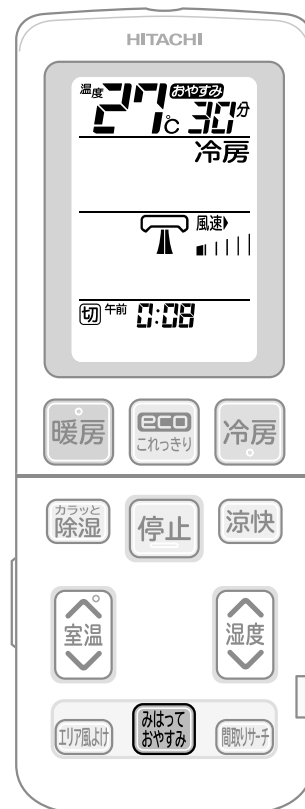 HITACHI
温度27℃ おやすみ 30分
冷房
風速
切 午前 0:08
暖房 eco これっきり 冷房
カラッと
除湿 停止 涼快
室温 湿度
エリア風よけ みはって おやすみ 間取りサーチ